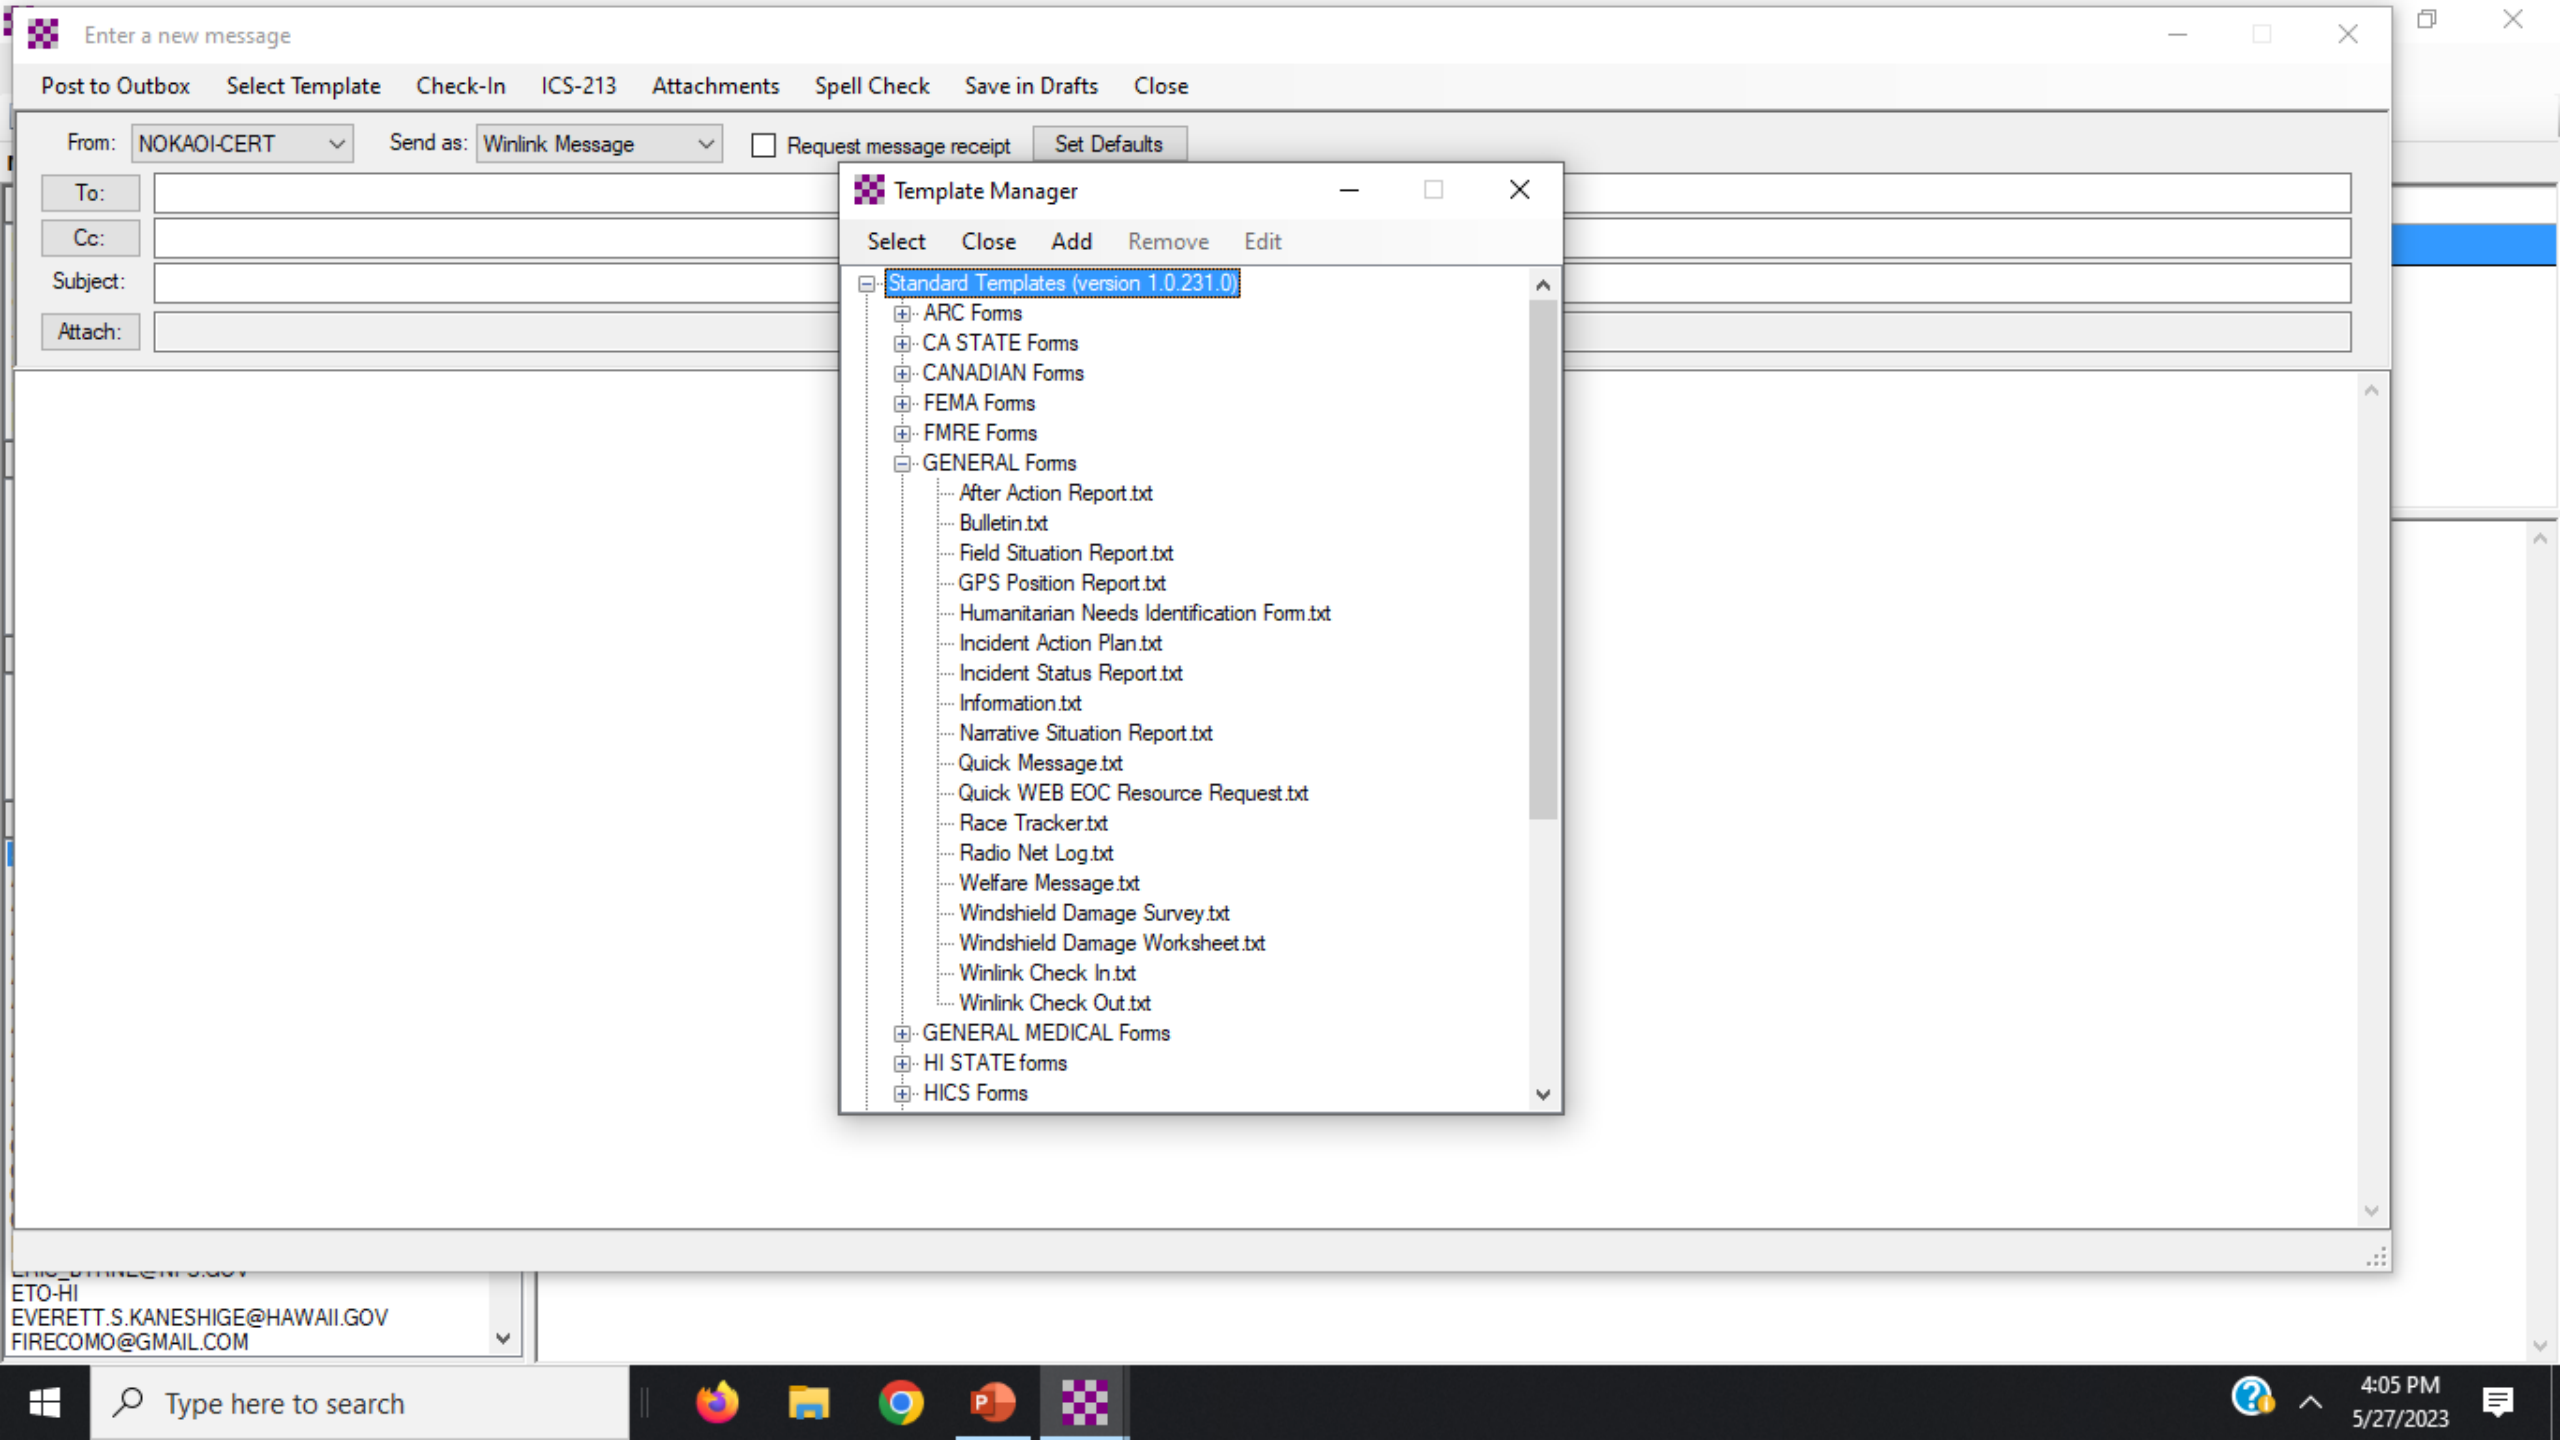 Enter a new message
Post to Outbox Select Template Check-In ICS-213 Attachments Spell Check Save in Drafts Close
From: NOKAOI-CERT Send as: Winlink Message Request message receipt Set Defaults
To:
Cc:
Subject:
Attach:
Template Manager
Select Close Add Remove Edit
Standard Templates (version 1.0.231.0)
ARC Forms
CA STATE Forms
CANADIAN Forms
FEMA Forms
FMRE Forms
GENERAL Forms
After Action Report.txt
Bulletin.txt
Field Situation Report.txt
GPS Position Report.txt
Humanitarian Needs Identification Form.txt
Incident Action Plan.txt
Incident Status Report.txt
Information.txt
Narrative Situation Report.txt
Quick Message.txt
Quick WEB EOC Resource Request.txt
Race Tracker.txt
Radio Net Log.txt
Welfare Message.txt
Windshield Damage Survey.txt
Windshield Damage Worksheet.txt
Winlink Check In.txt
Winlink Check Out.txt
GENERAL MEDICAL Forms
HI STATE forms
HICS Forms
ETO-HI
EVERETT.S.KANESHIGE@HAWAII.GOV
FIRECOMO@GMAIL.COM
Type here to search
4:05 PM
5/27/2023